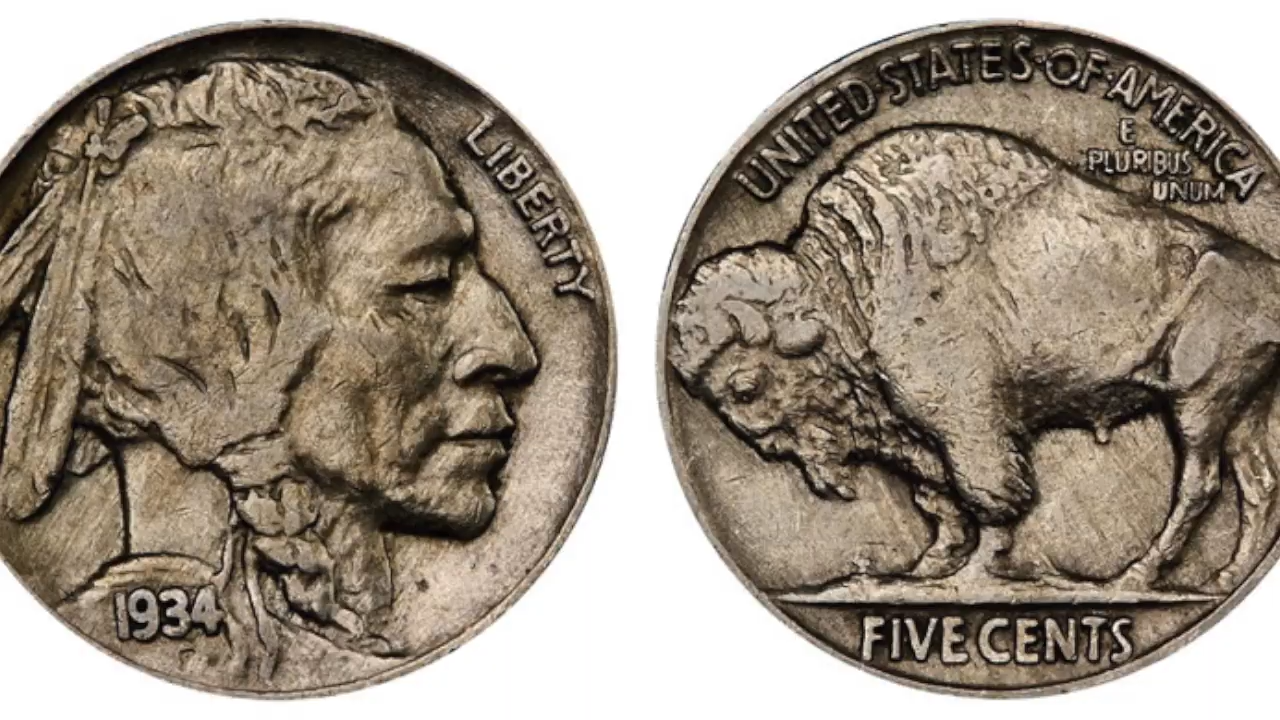 LIBERTY
1934
UNITED·STATES·OF·AMERICA
E
PLURIBUS
UNUM
FIVE CENTS